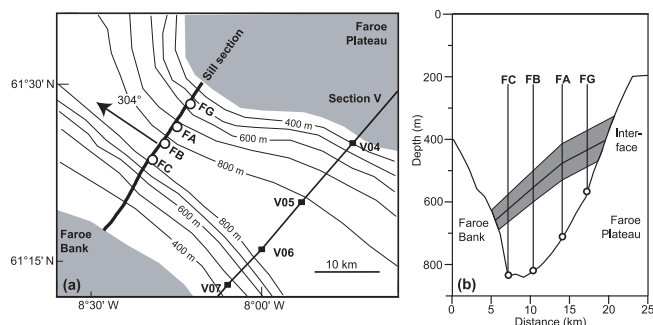 Faroe
Plateau
Sill section
61°30' N
304°
FG
FA
FB
FC
400 m
600 m
800 m
Section V
V04
V05
V06
V07
800 m
600 m
400 m
Faroe
Bank
61°15'
(a)
10 km
8°30' W
8°00' W
0
200
400
600
800
Depth (m)
FC
FB
FA
FG
Inter-
face
Faroe
Bank
Faroe
Plateau
(b)
0
5
10
15
20
25
Distance (km)